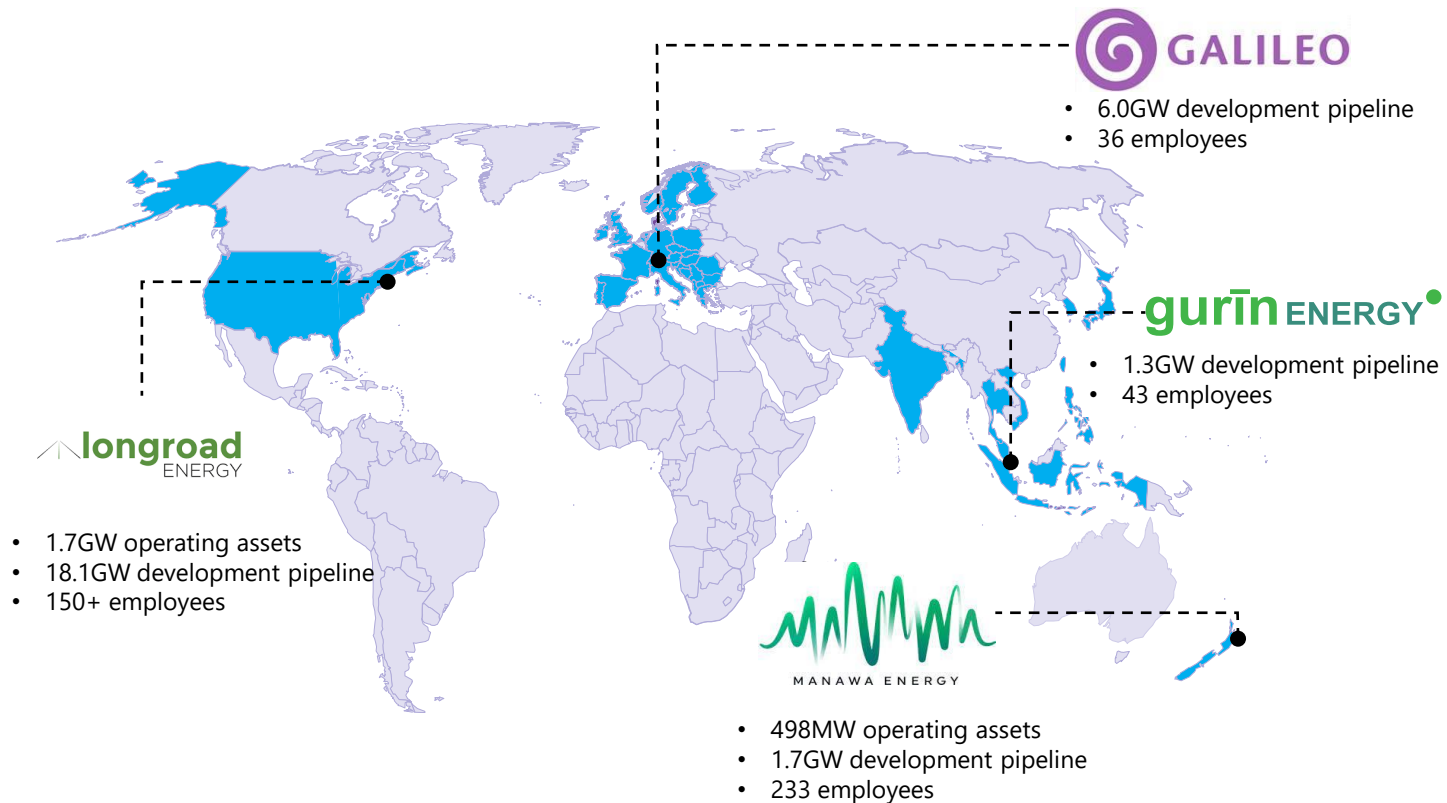 GALILEO
• 6.0GW development pipeline
• 36 employees
gurīn ENERGY
• 1.3GW development pipeline
• 43 employees
longroad
ENERGY
• 1.7GW operating assets
• 18.1GW development pipeline
• 150+ employees
MANAWA
MANAWA ENERGY
• 498MW operating assets
• 1.7GW development pipeline
• 233 employees